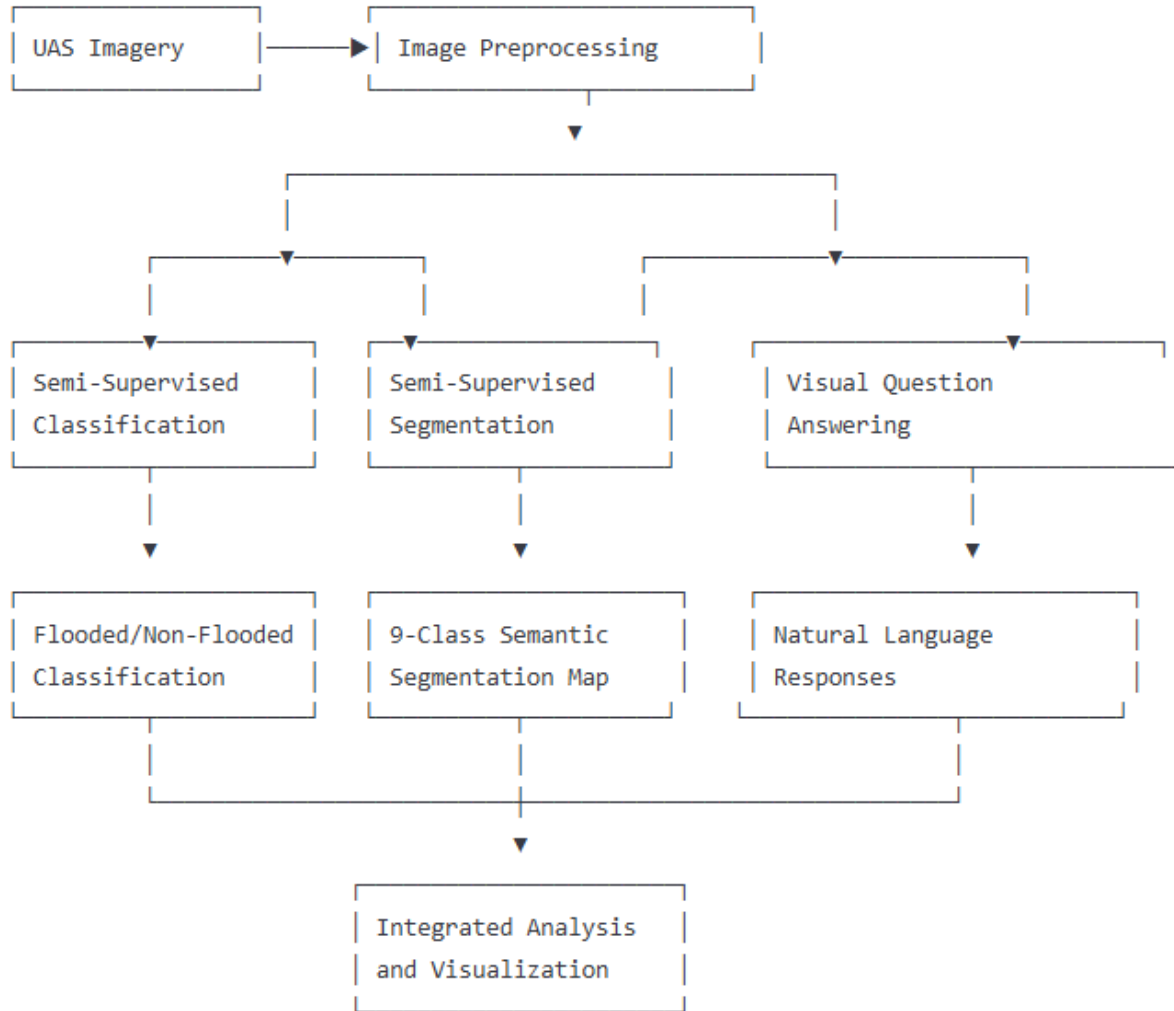 UAS Imagery
Image Preprocessing
Semi-Supervised
Classification
Semi-Supervised
Segmentation
Visual Question
Answering
Flooded/Non-Flooded
Classification
9-Class Semantic
Segmentation Map
Natural Language
Responses
Integrated Analysis
and Visualization